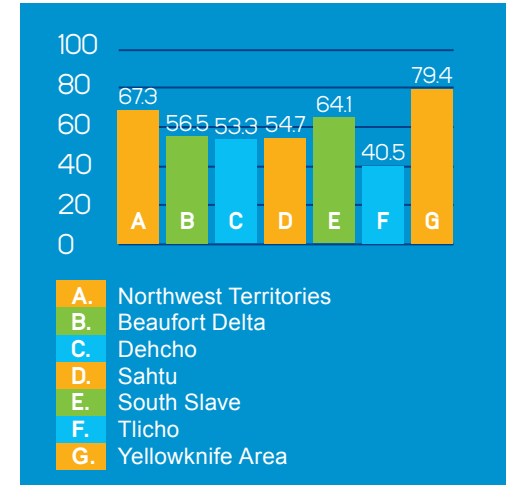 100
80
60
40
20
0
67.3
56.5
53.3
54.7
64.1
40.5
79.4
A
B
C
D
E
F
G
A. Northwest Territories
B. Beaufort Delta
C. Dehcho
D. Sahtu
E. South Slave
F. Tlicho
G. Yellowknife Area